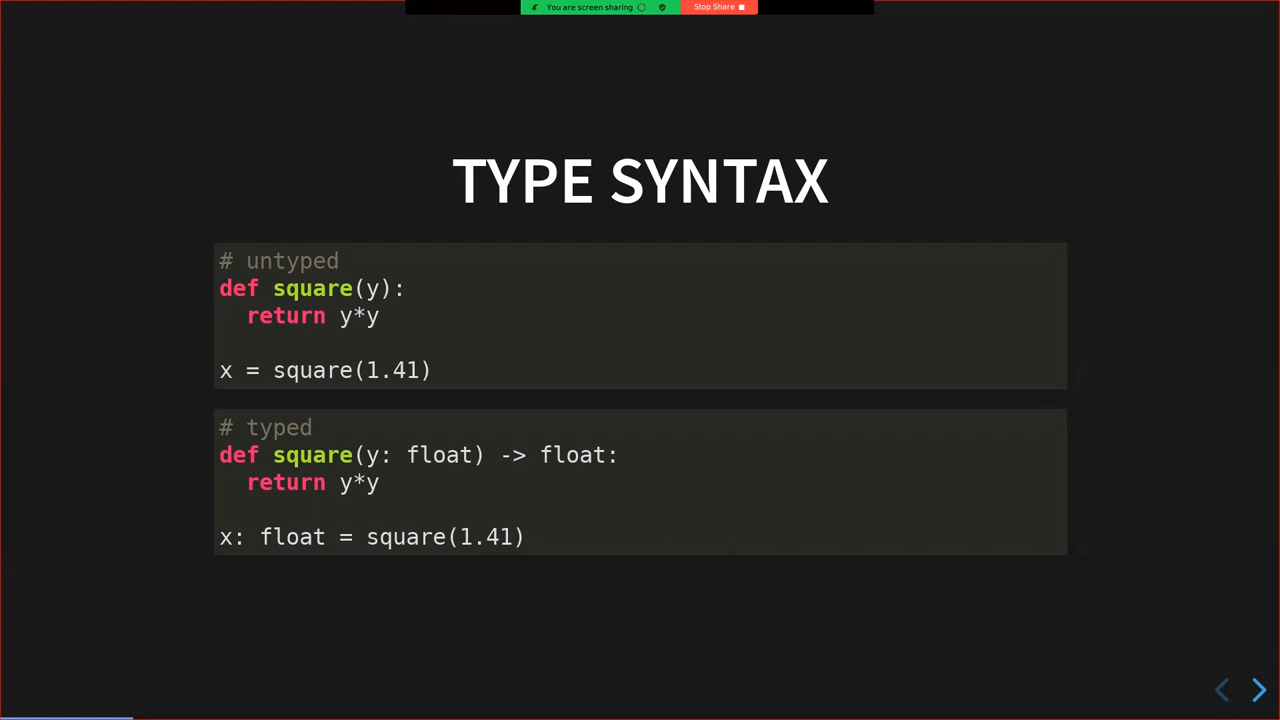 You are screen sharing
Stop Share
TYPE SYNTAX
# untyped
def square(y):
  return y*y
x = square(1.41)
# typed
def square(y: float) -> float:
  return y*y
x: float = square(1.41)